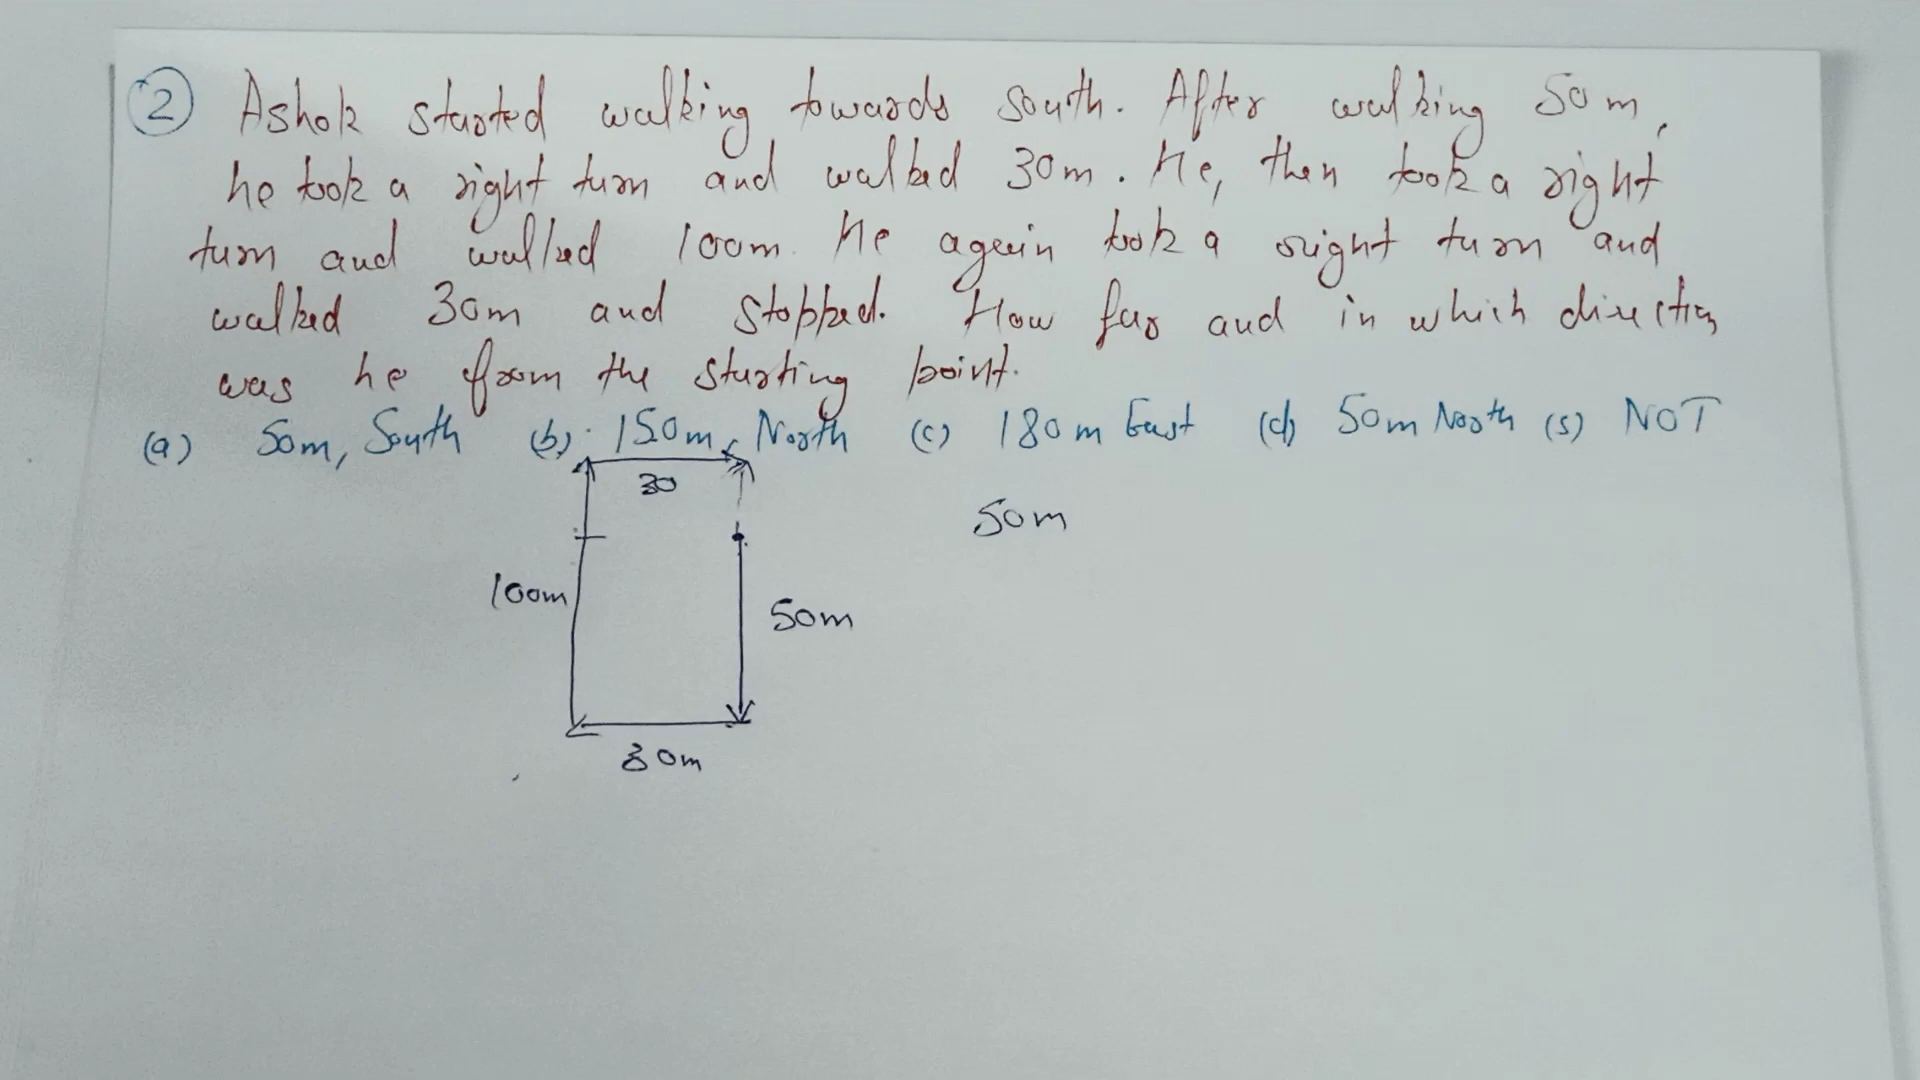 2 Ashok started walking towards south. After walking 50m,
he took a right turn and walked 30m. He, then took a right
turn and walked 100m. He again took a right turn and
walked 30m and stopped. How far and in which direction
was he from the starting point.
(a) 50m, South (b) 150m, North (c) 180m East (d) 50m North (s) NOT
30
50m
100m
50m
30m